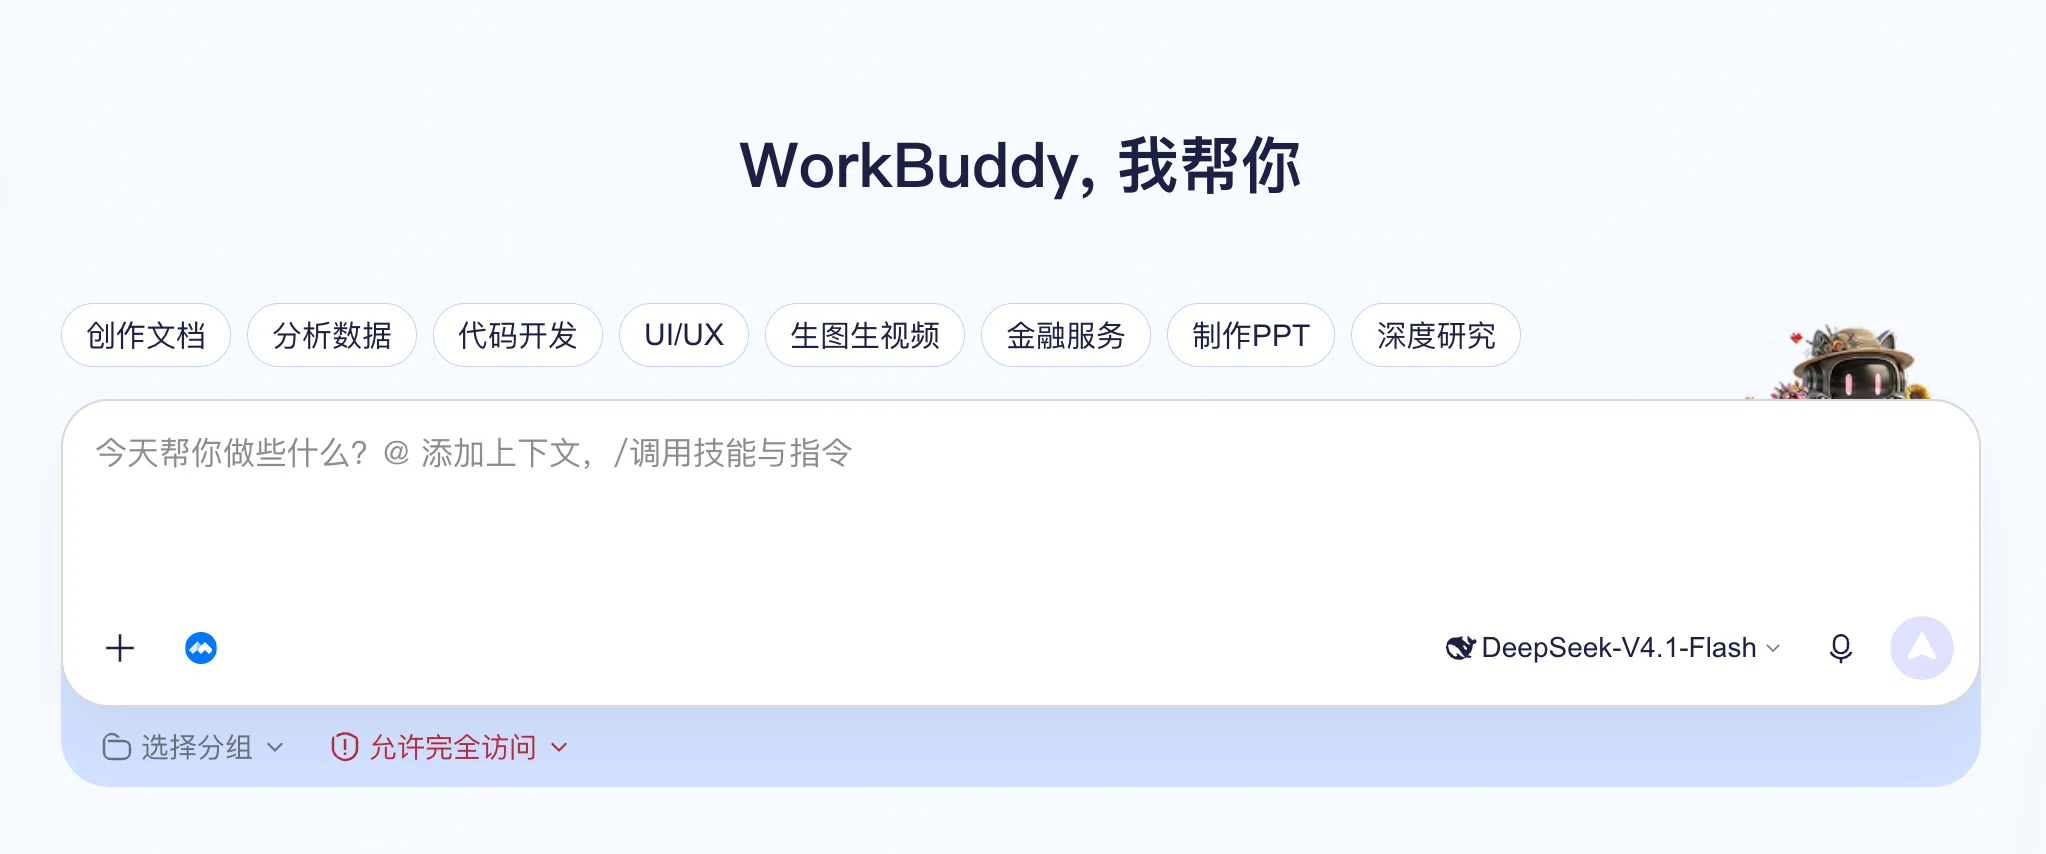 WorkBuddy, 我帮你
创作文档 分析数据 代码开发 UI/UX 生图生视频 金融服务 制作PPT 深度研究
今天帮你做些什么? @ 添加上下文, /调用技能与指令
DeepSeek-V4.1-Flash
选择分组 允许完全访问